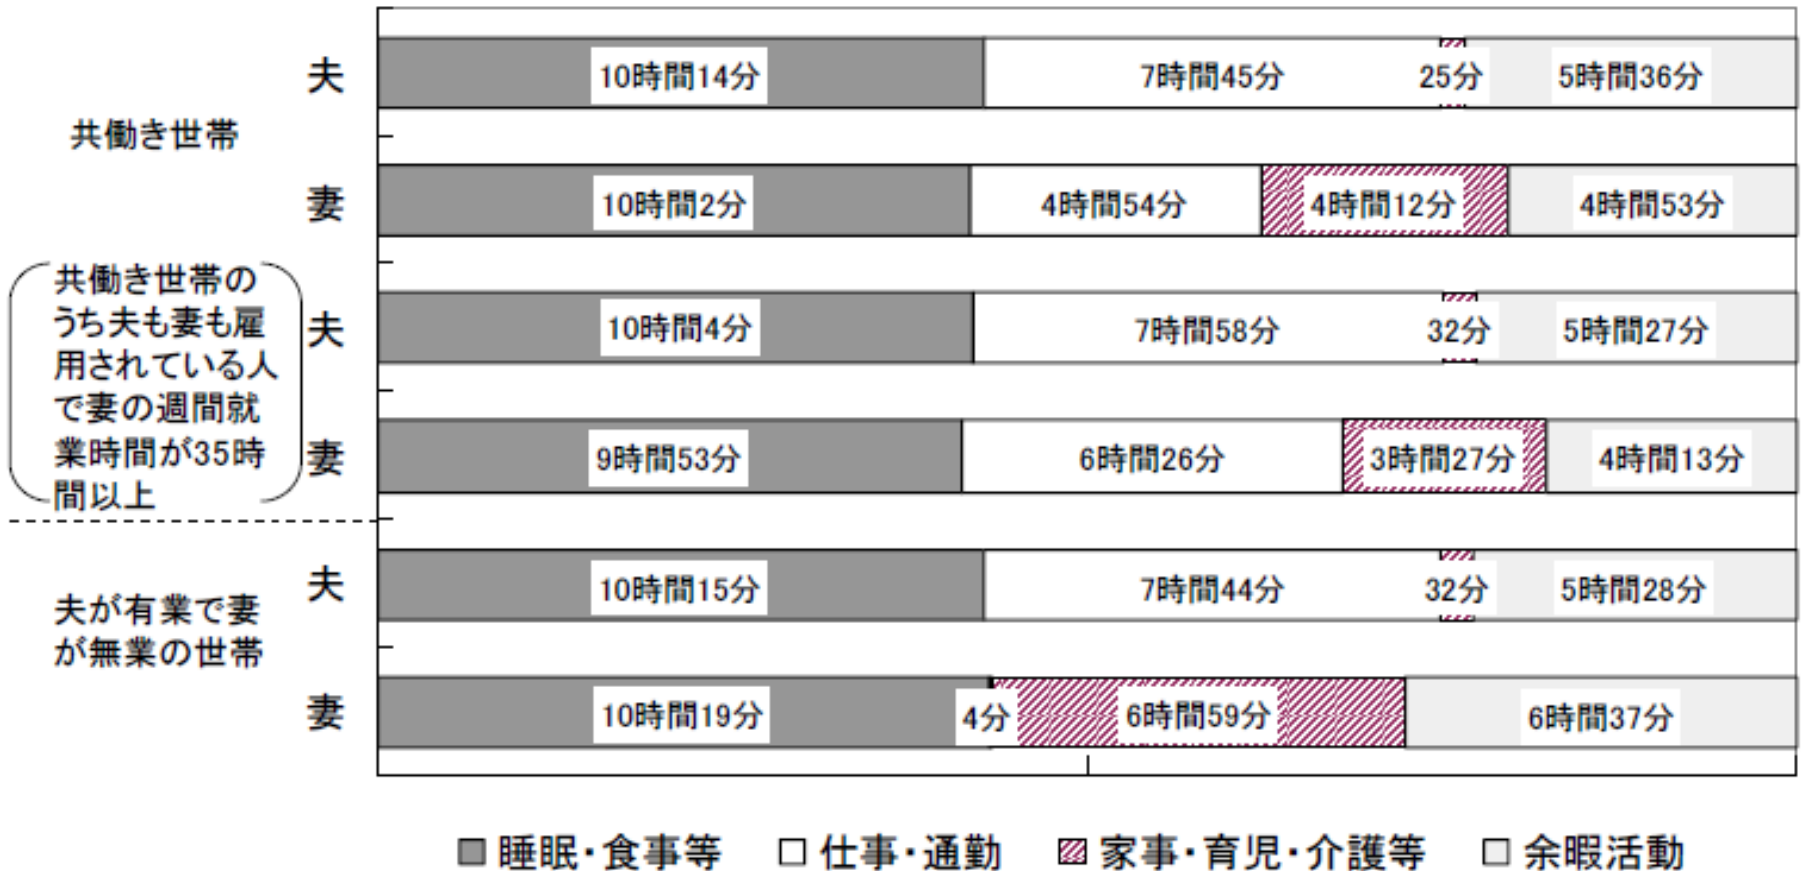 共働き世帯
夫
10時間14分 7時間45分 25分 5時間36分
妻
10時間2分 4時間54分 4時間12分 4時間53分
共働き世帯の
うち夫も妻も雇
用されている人
で妻の週間就
業時間が35時
間以上
夫
10時間4分 7時間58分 32分 5時間27分
妻
9時間53分 6時間26分 3時間27分 4時間13分
夫が有業で妻
が無業の世帯
夫
10時間15分 7時間44分 32分 5時間28分
妻
10時間19分 4分 6時間59分 6時間37分
睡眠・食事等 仕事・通勤 家事・育児・介護等 余暇活動